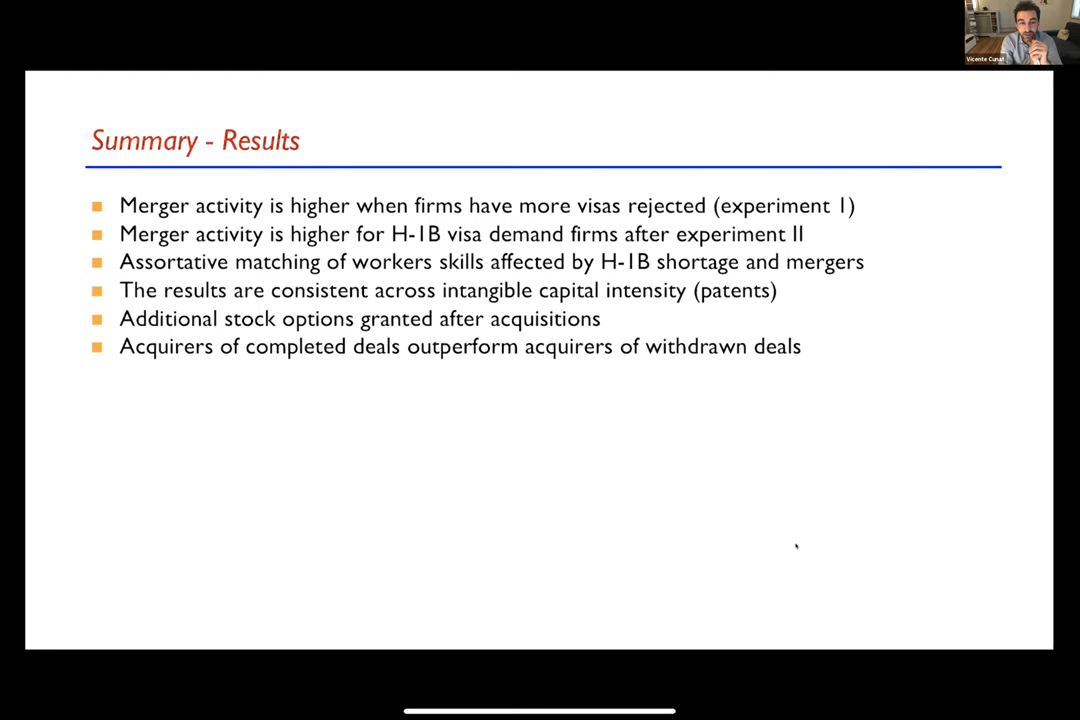 Vicente Cuñat
Summary - Results
Merger activity is higher when firms have more visas rejected (experiment 1)
Merger activity is higher for H-1B visa demand firms after experiment II
Assortative matching of workers skills affected by H-1B shortage and mergers
The results are consistent across intangible capital intensity (patents)
Additional stock options granted after acquisitions
Acquirers of completed deals outperform acquirers of withdrawn deals